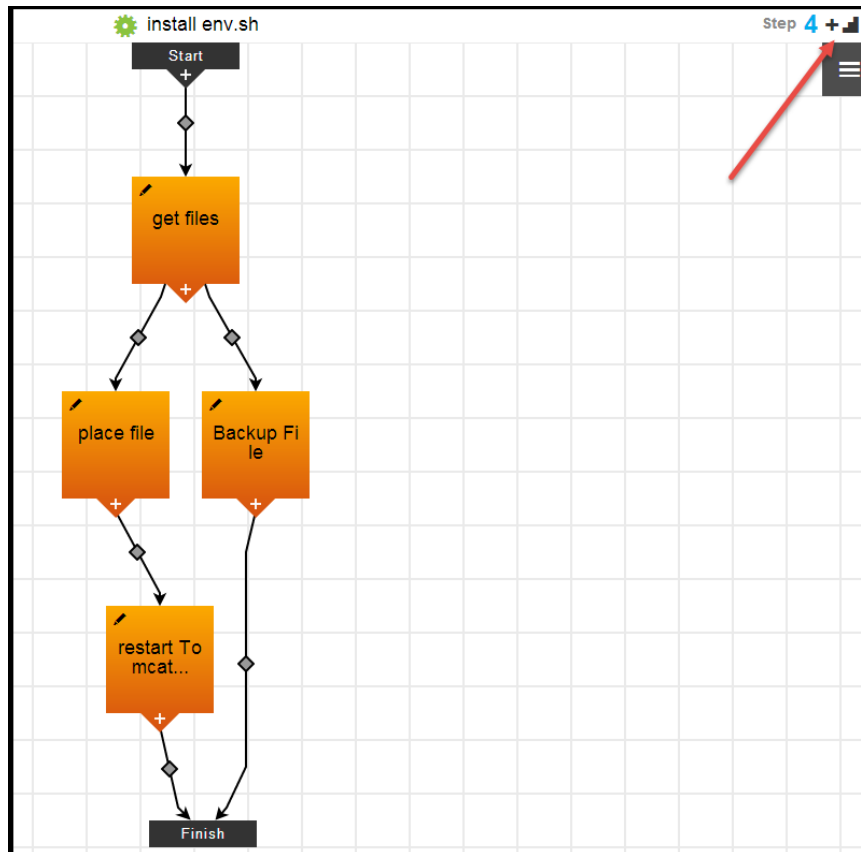 install env.sh
Step 4
Start
get files
place file
Backup Fi
le
restart To
mcat...
Finish